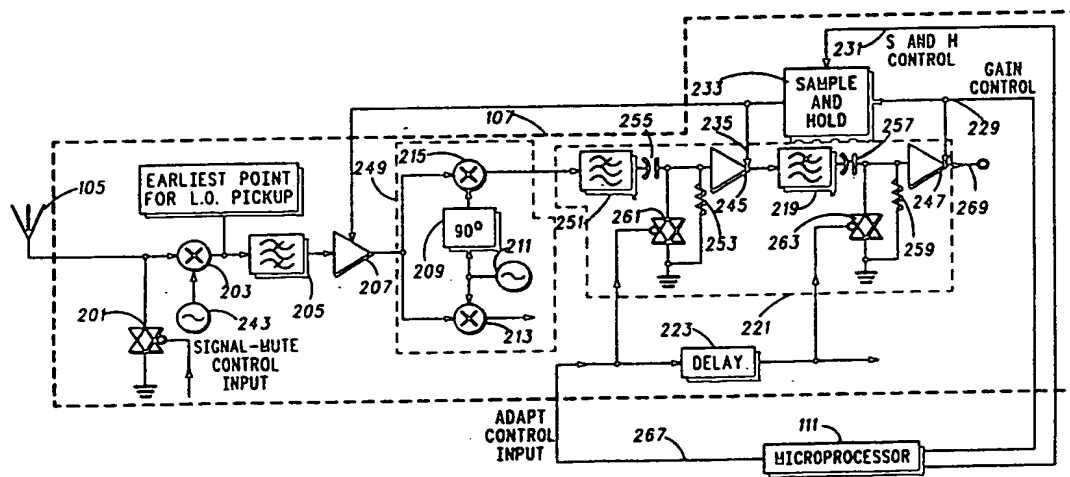 231
S AND H
CONTROL
233
SAMPLE
AND
HOLD
GAIN
CONTROL
107
255
235
257
229
105
EARLIEST POINT
FOR L.O. PICKUP
249
215
209
90°
211
251
261
245
253
219
263
247
259
269
203
205
207
213
201
243
SIGNAL-MUTE
CONTROL
INPUT
223
DELAY
221
ADAPT
CONTROL
INPUT
267
111
MICROPROCESSOR